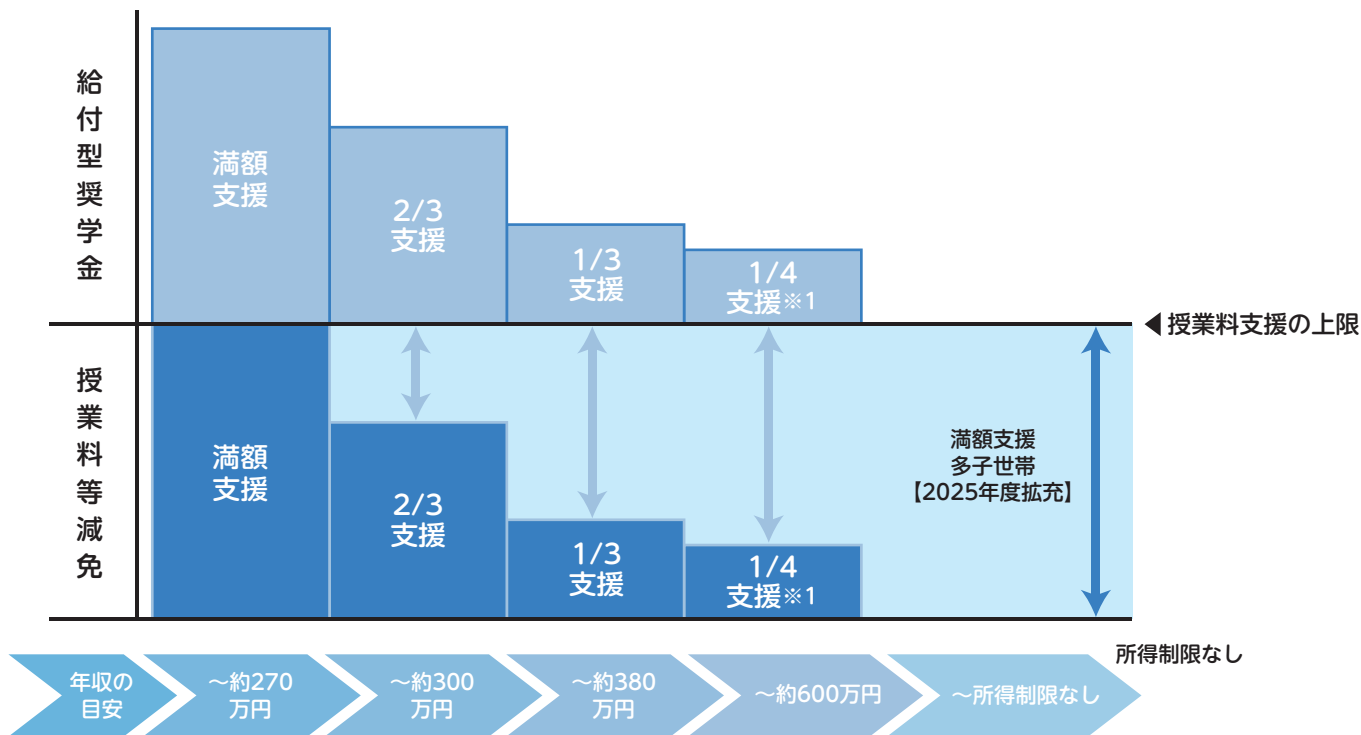 給付型奨学金
満額
支援
2/3
支援
1/3
支援
1/4
支援※1
◀授業料支援の上限
授業料等減免
満額
支援
2/3
支援
1/3
支援
1/4
支援※1
満額支援
多子世帯
【2025年度拡充】
所得制限なし
年収の
目安
～約270
万円
～約300
万円
～約380
万円
～約600万円
～所得制限なし